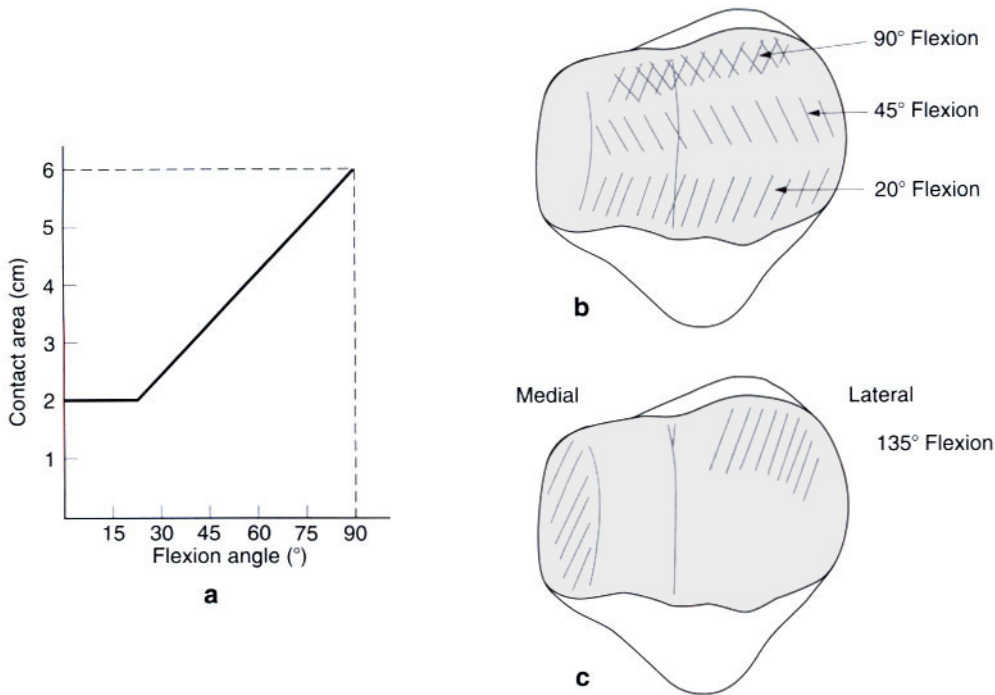 Contact area (cm)
6
5
4
3
2
1
15 30 45 60 75 90
Flexion angle (°)
a
90° Flexion
45° Flexion
20° Flexion
b
Medial
Lateral
135° Flexion
c